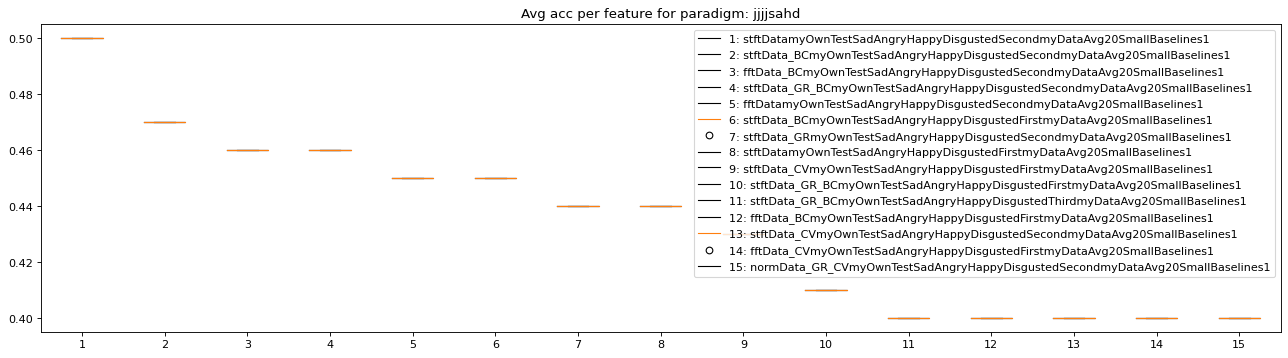 Avg acc per feature for paradigm: jjjjsahd
0.50
0.48
0.46
0.44
0.42
0.40
1: stftDatamyOwnTestSadAngryHappyDisgustedSecondmyDataAvg20SmallBaselines1
2: stftData_BCmyOwnTestSadAngryHappyDisgustedSecondmyDataAvg20SmallBaselines1
3: fftData_BCmyOwnTestSadAngryHappyDisgustedSecondmyDataAvg20SmallBaselines1
4: stftData_GR_BCmyOwnTestSadAngryHappyDisgustedSecondmyDataAvg20SmallBaselines1
5: fftDatamyOwnTestSadAngryHappyDisgustedSecondmyDataAvg20SmallBaselines1
6: stftData_BCmyOwnTestSadAngryHappyDisgustedFirstmyDataAvg20SmallBaselines1
7: stftData_GRmyOwnTestSadAngryHappyDisgustedSecondmyDataAvg20SmallBaselines1
8: stftDatamyOwnTestSadAngryHappyDisgustedFirstmyDataAvg20SmallBaselines1
9: stftData_CVmyOwnTestSadAngryHappyDisgustedFirstmyDataAvg20SmallBaselines1
10: stftData_GR_BCmyOwnTestSadAngryHappyDisgustedFirstmyDataAvg20SmallBaselines1
11: stftData_GR_BCmyOwnTestSadAngryHappyDisgustedThirdmyDataAvg20SmallBaselines1
12: fftData_BCmyOwnTestSadAngryHappyDisgustedFirstmyDataAvg20SmallBaselines1
13: stftData_CVmyOwnTestSadAngryHappyDisgustedSecondmyDataAvg20SmallBaselines1
14: fftData_CVmyOwnTestSadAngryHappyDisgustedFirstmyDataAvg20SmallBaselines1
15: normData_GR_CVmyOwnTestSadAngryHappyDisgustedSecondmyDataAvg20SmallBaselines1
1 2 3 4 5 6 7 8 9 10 11 12 13 14 15